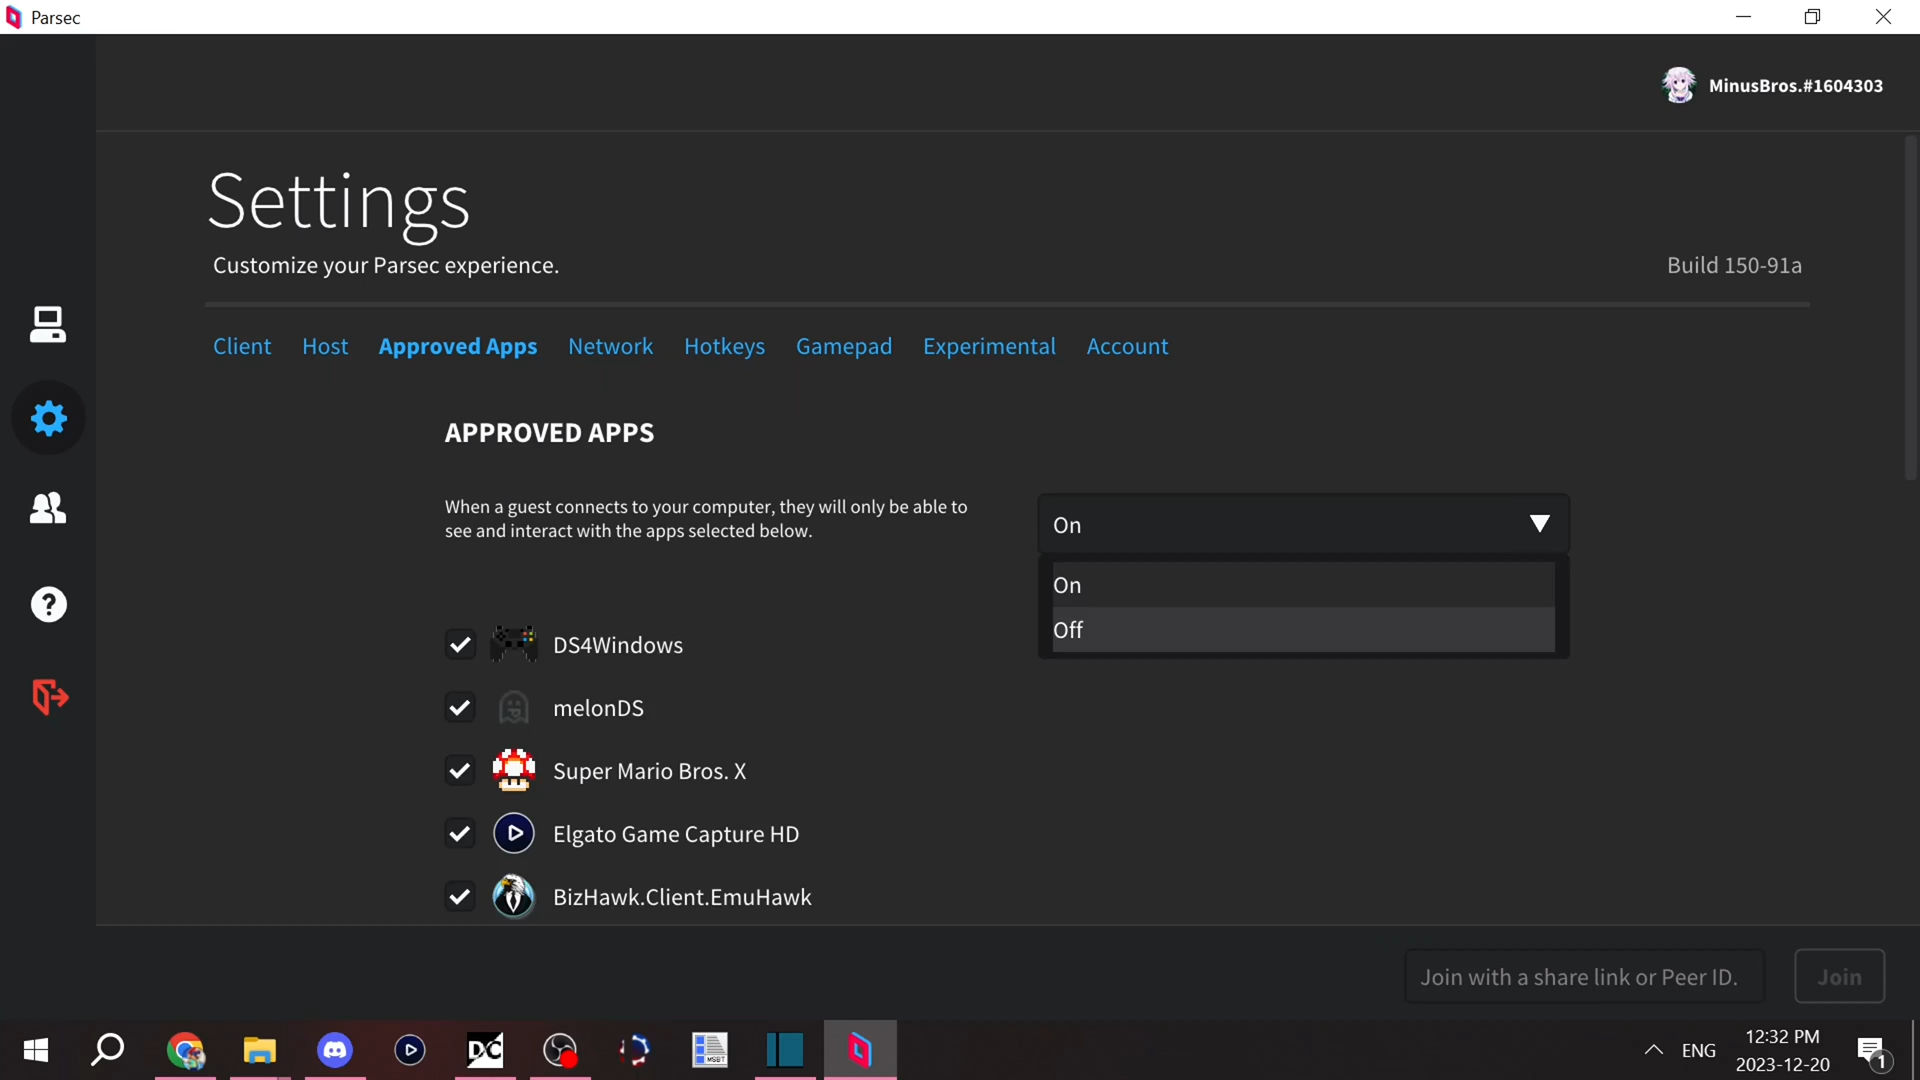 Parsec
MinusBros.#1604303
Settings
Customize your Parsec experience.
Build 150-91a
Client Host Approved Apps Network Hotkeys Gamepad Experimental Account
APPROVED APPS
When a guest connects to your computer, they will only be able to
see and interact with the apps selected below.
On
On
Off
DS4Windows
melonDS
Super Mario Bros. X
Elgato Game Capture HD
BizHawk.Client.EmuHawk
Join with a share link or Peer ID.
Join
DC
MSBT
ENG
12:32 PM
2023-12-20
1